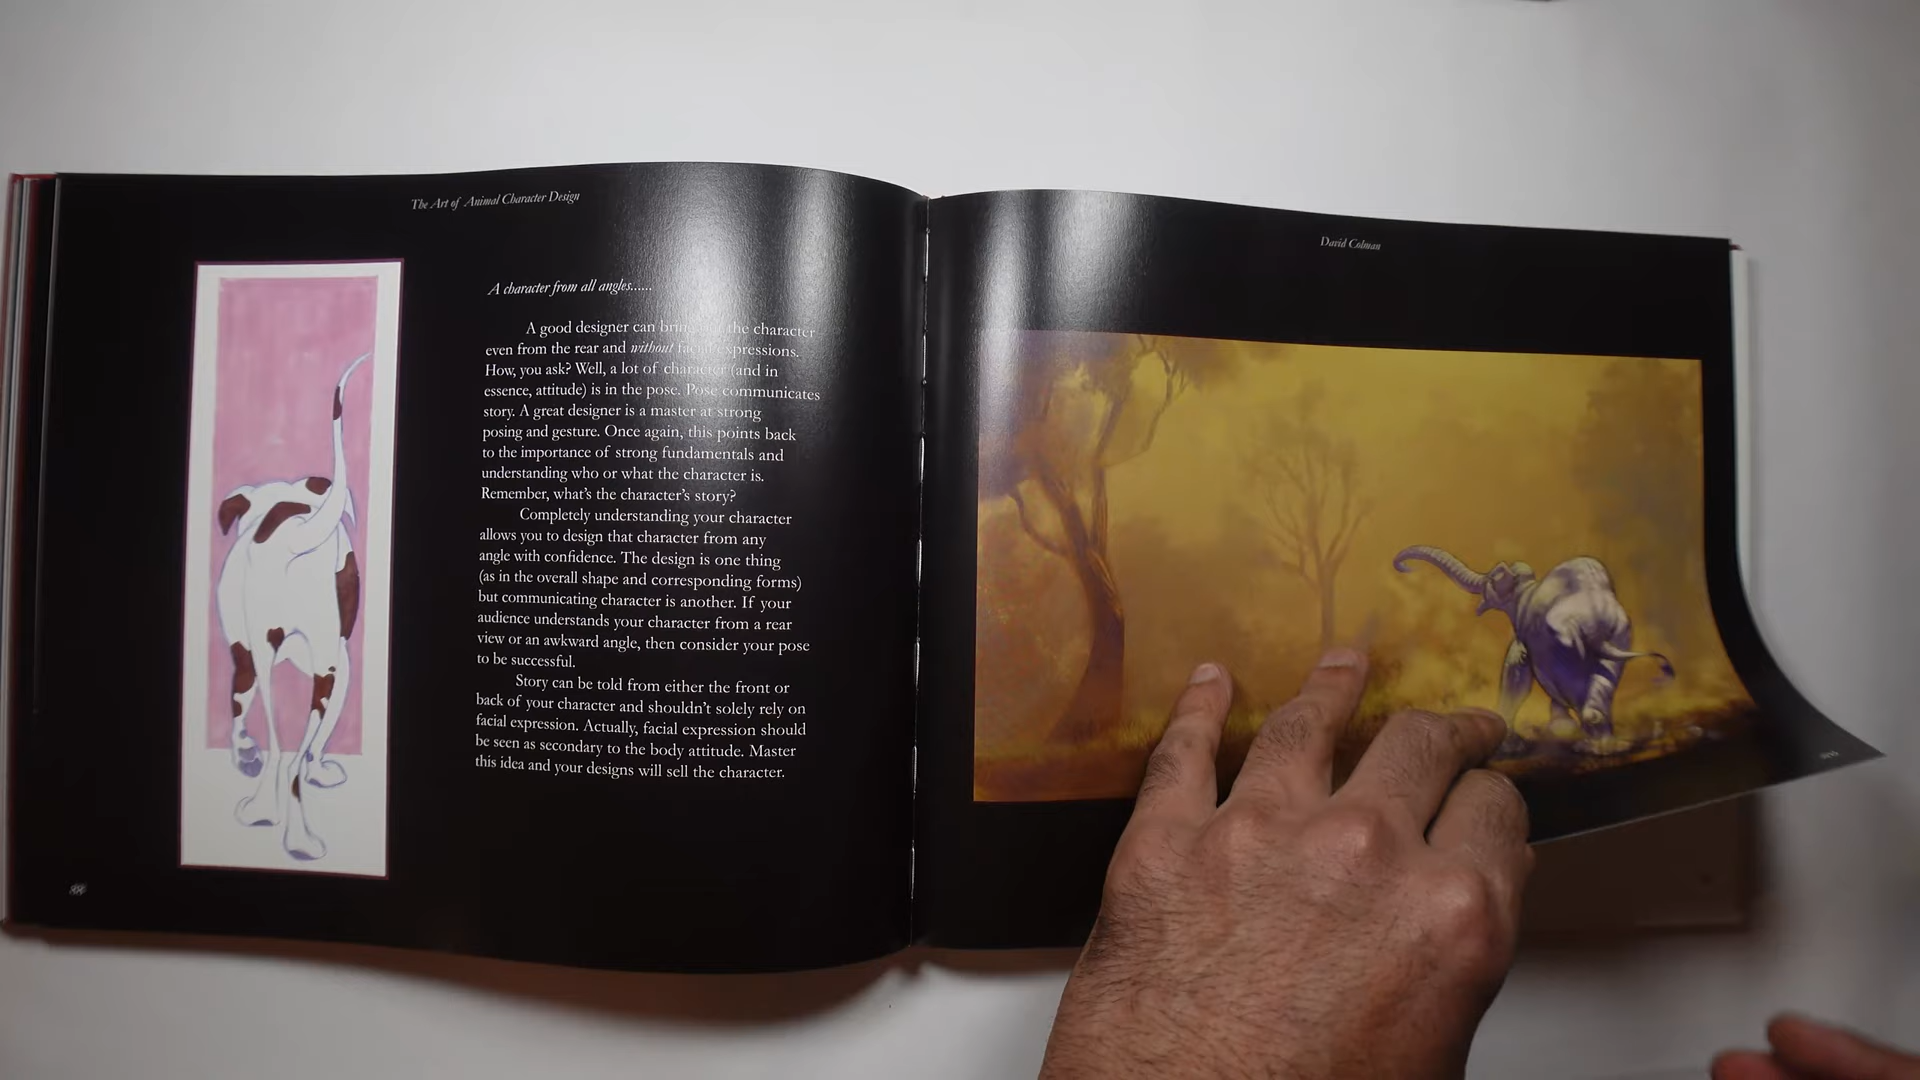 The Art of Animal Character Design
A character from all angles......
A good designer can bring the character
even from the rear and without facial expressions.
How, you ask? Well, a lot of character (and in
essence, attitude) is in the pose. Pose communicates
story. A great designer is a master at strong
posing and gesture. Once again, this points back
to the importance of strong fundamentals and
understanding who or what the character is.
Remember, what's the character's story?
Completely understanding your character
allows you to design that character from any
angle with confidence. The design is one thing
(as in the overall shape and corresponding forms)
but communicating character is another. If your
audience understands your character from a rear
view or an awkward angle, then consider your pose
to be successful.
Story can be told from either the front or
back of your character and shouldn't solely rely on
facial expression. Actually, facial expression should
be seen as secondary to the body attitude. Master
this idea and your designs will sell the character.
David Colman